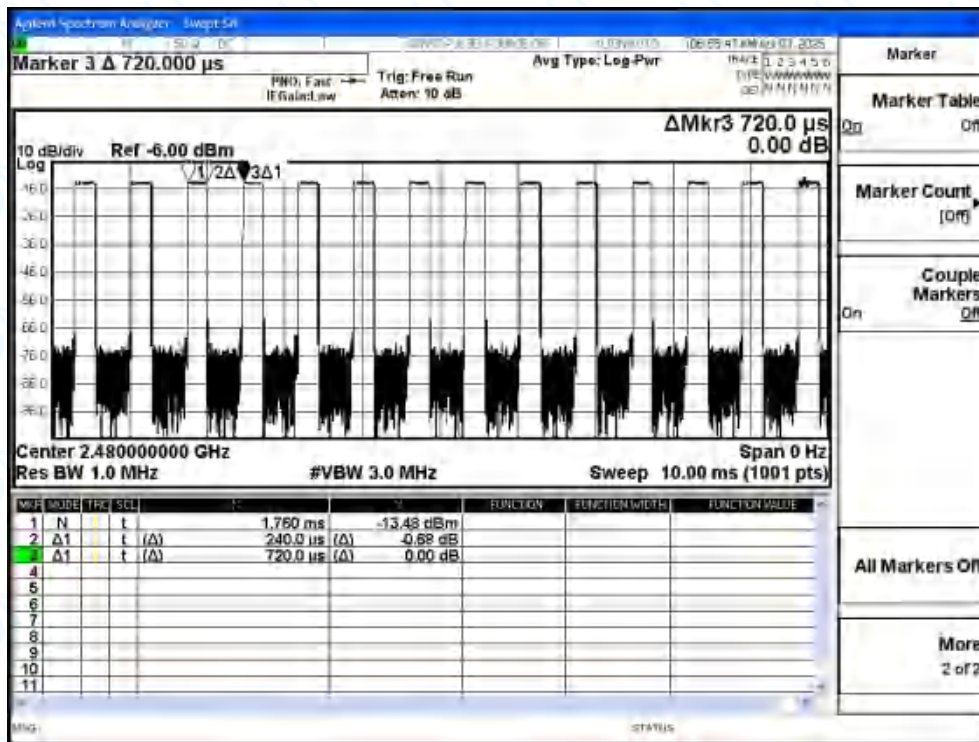 Agilent Spectrum Analyzer - Swept SA
Marker 3 Δ 720.000 µs
PNO: Fast
IFGain:Low
Trig: Free Run
Atten: 10 dB
Avg Type: Log-Pwr
TRACE 1 2 3 4 5 6
ΔMkr3 720.0 µs
0.00 dB
10 dB/div Ref -6.00 dBm
Log
1 2Δ 3Δ1
-16.0
-26.0
-36.0
-46.0
-56.0
-66.0
-76.0
-86.0
-96.0
Center 2.480000000 GHz
Span 0 Hz
Res BW 1.0 MHz
#VBW 3.0 MHz
Sweep 10.00 ms (1001 pts)
MKR MODE TRC SCL X Y FUNCTION FUNCTION WIDTH FUNCTION VALUE
1 N t 1.760 ms -13.48 dBm
2 Δ1 t (Δ) 240.0 µs (Δ) -0.68 dB
3 Δ1 t (Δ) 720.0 µs (Δ) 0.00 dB
4
5
6
7
8
9
10
11
MSG
STATUS
Marker
Marker Table
On Off
Marker Count
[Off]
Couple
Markers
On Off
All Markers Off
More
2 of 2